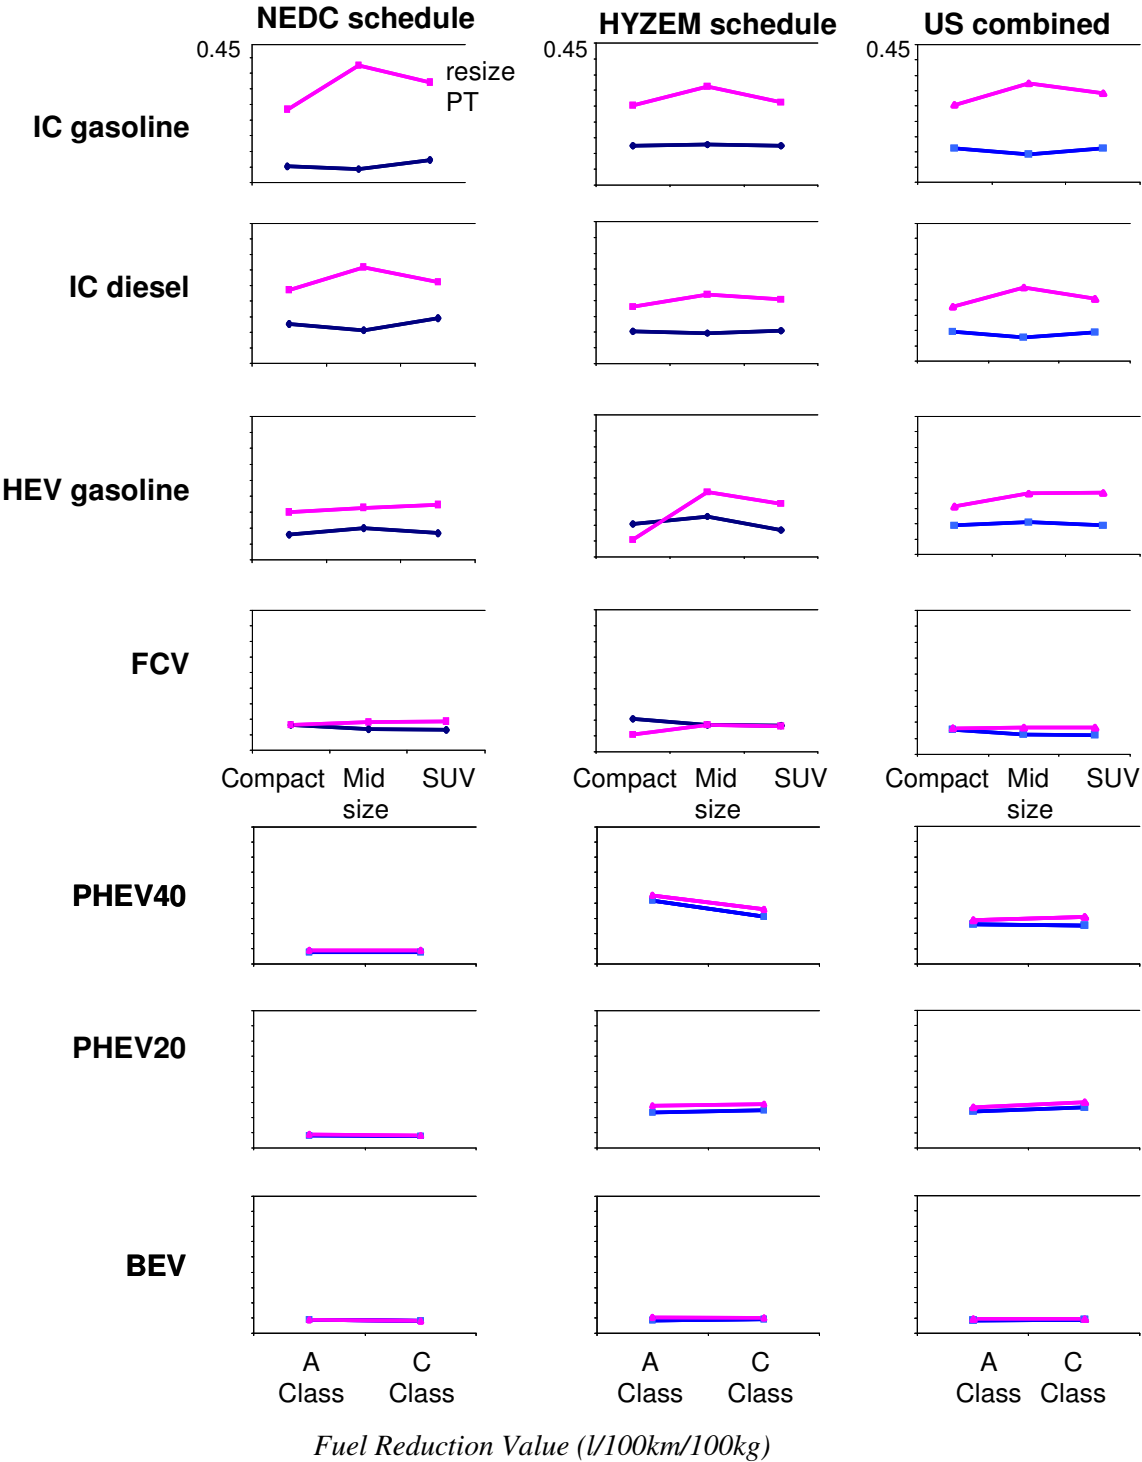 NEDC schedule
HYZEM schedule
US combined
0.45
0.45
0.45
resize
PT
IC gasoline
IC diesel
HEV gasoline
FCV
Compact Mid SUV
size
Compact Mid SUV
size
Compact Mid SUV
size
PHEV40
PHEV20
BEV
A C
Class Class
A C
Class Class
A C
Class Class
Fuel Reduction Value (l/100km/100kg)